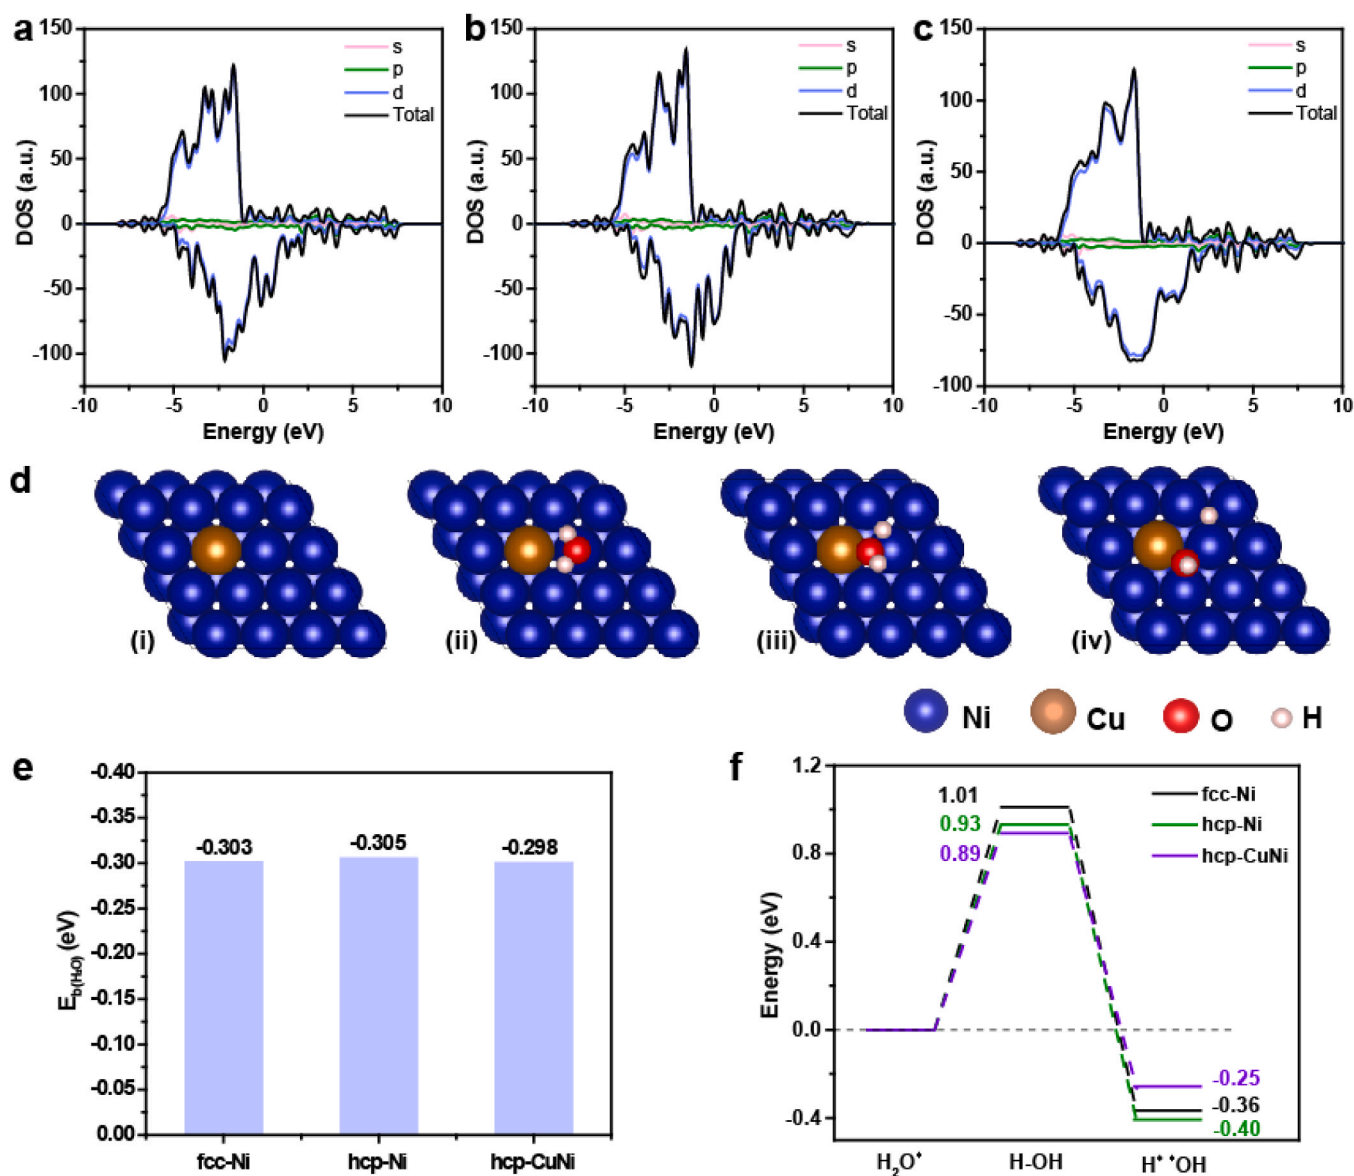 a
150
100
50
0
-50
-100
DOS (a.u.)
s
p
d
Total
-10
-5
0
5
10
Energy (eV)
b
150
100
50
0
-50
-100
DOS (a.u.)
s
p
d
Total
-10
-5
0
5
10
Energy (eV)
c
150
100
50
0
-50
-100
DOS (a.u.)
s
p
d
Total
-10
-5
0
5
10
Energy (eV)
d
(i)
(ii)
(iii)
(iv)
Ni
Cu
O
H
e
-0.40
-0.35
-0.30
-0.25
-0.20
-0.15
-0.10
-0.05
0.00
E_b(H₂O) (eV)
-0.303
-0.305
-0.298
fcc-Ni
hcp-Ni
hcp-CuNi
f
1.2
0.8
0.4
0.0
-0.4
Energy (eV)
1.01
0.93
0.89
fcc-Ni
hcp-Ni
hcp-CuNi
-0.25
-0.36
-0.40
H₂O*
H-OH
H* *OH